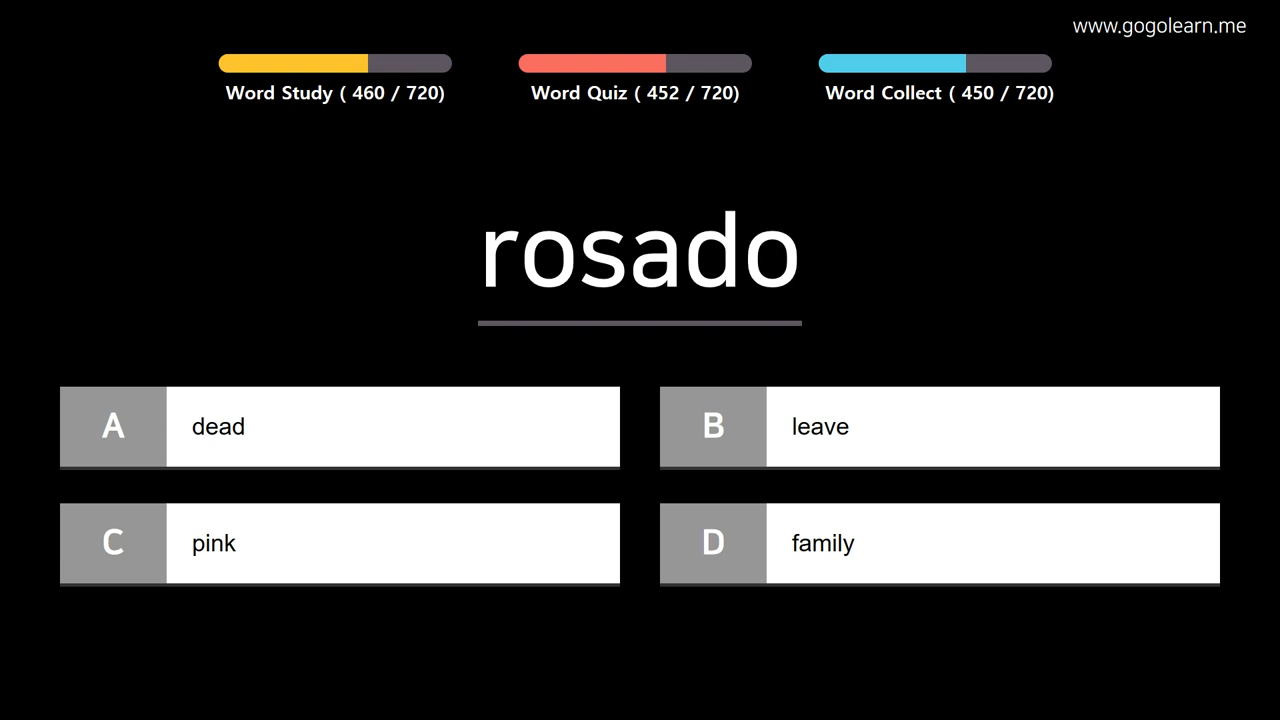 www.gogolearn.me
Word Study ( 460 / 720)
Word Quiz ( 452 / 720)
Word Collect ( 450 / 720)
rosado
A dead
B leave
C pink
D family